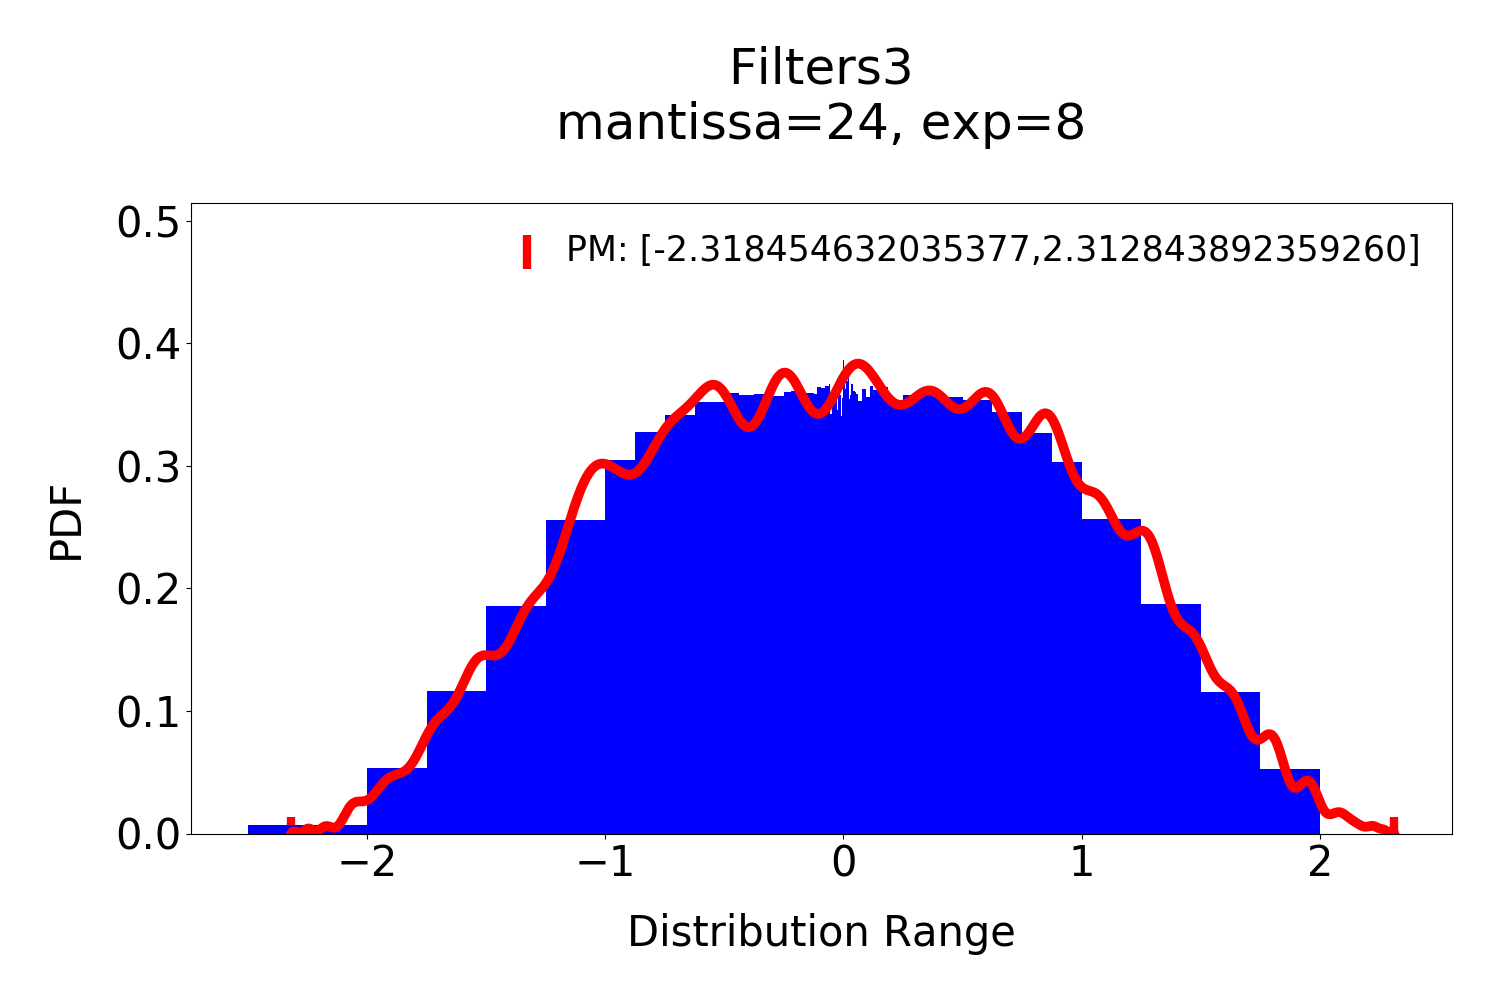 Filters3
mantissa=24, exp=8
PM: [-2.318454632035377,2.312843892359260]
0.5
0.4
0.3
0.2
0.1
0.0
PDF
−2 −1 0 1 2
Distribution Range